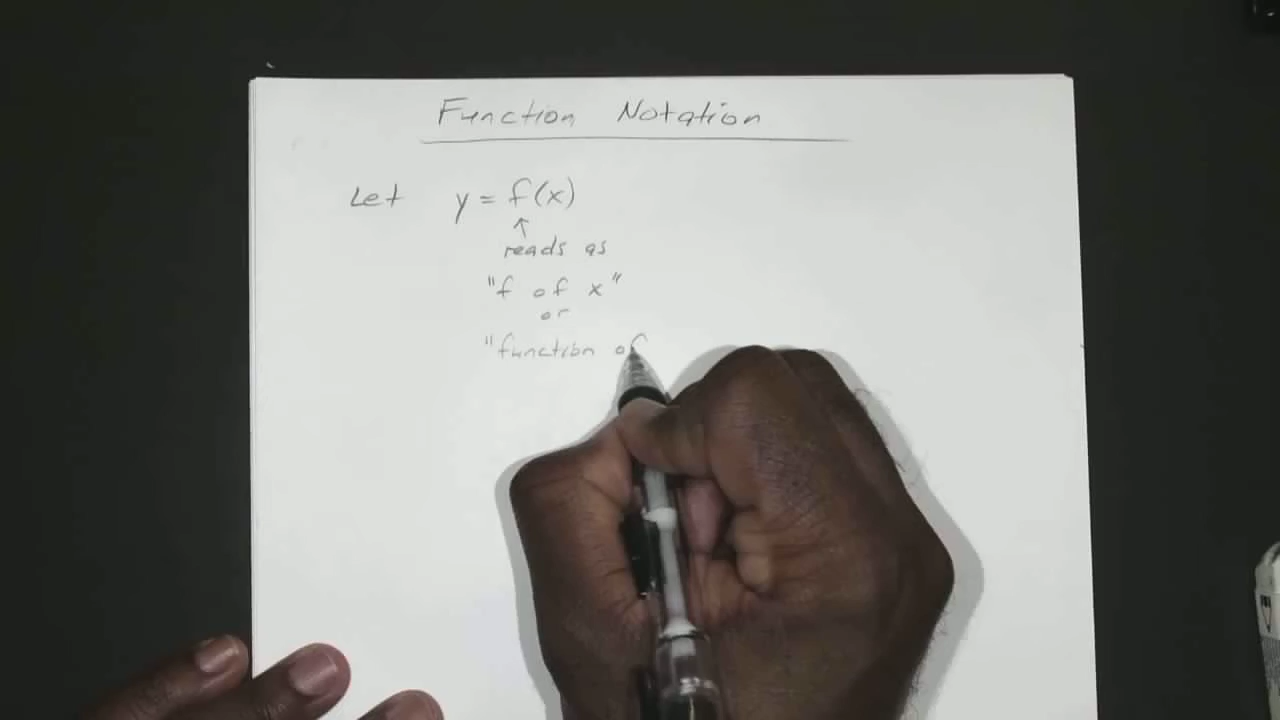 Function Notation
Let y = f(x)
↑
reads as
"f of x"
or
"function of